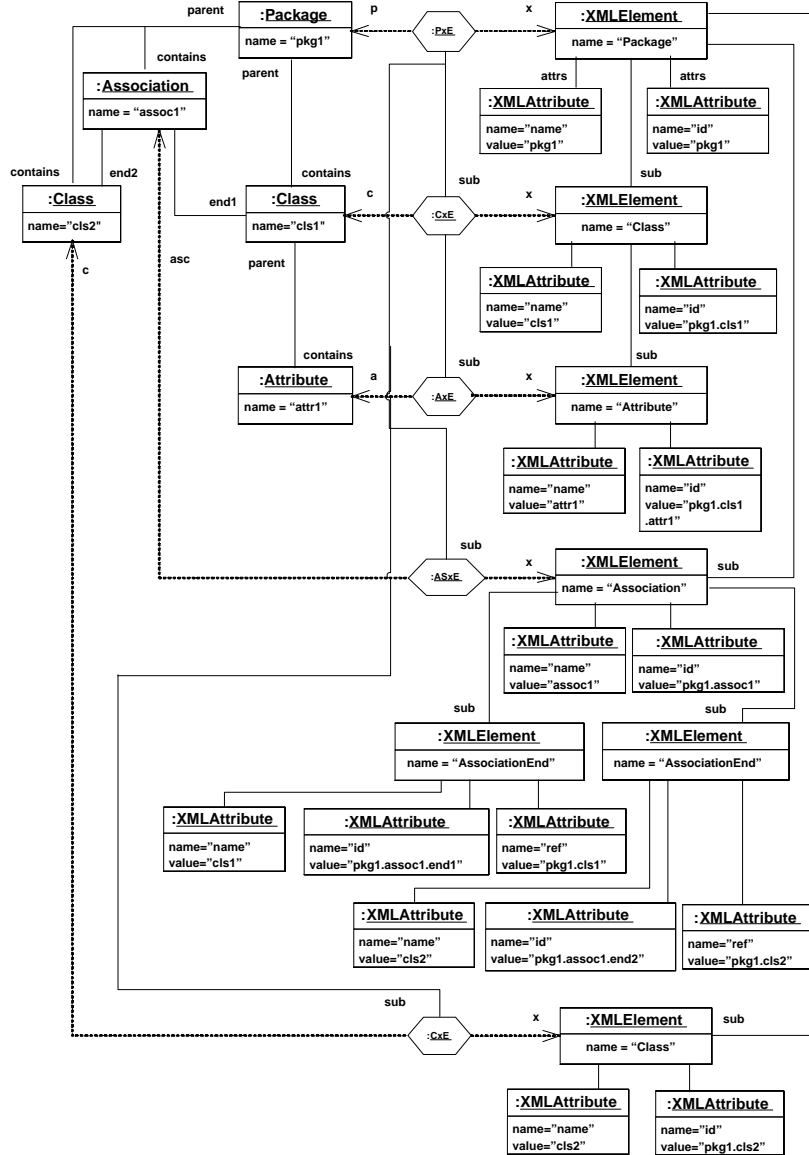 parent
:Package
name = "pkg1"
p
:PxE
x
:XMLElement
name = "Package"
contains
parent
attrs
attrs
:Association
name = "assoc1"
:XMLAttribute
name="name"
value="pkg1"
:XMLAttribute
name="id"
value="pkg1"
contains
end2
contains
sub
sub
:Class
name="cls2"
end1
:Class
name="cls1"
c
:CxE
x
:XMLElement
name = "Class"
c
asc
parent
:XMLAttribute
name="name"
value="cls1"
:XMLAttribute
name="id"
value="pkg1.cls1"
contains
sub
sub
:Attribute
name = "attr1"
a
:AxE
x
:XMLElement
name = "Attribute"
:XMLAttribute
name="name"
value="attr1"
:XMLAttribute
name="id"
value="pkg1.cls1
.attr1"
sub
:ASxE
x
:XMLElement
name = "Association"
sub
:XMLAttribute
name="name"
value="assoc1"
:XMLAttribute
name="id"
value="pkg1.assoc1"
sub
sub
:XMLElement
name = "AssociationEnd"
:XMLElement
name = "AssociationEnd"
:XMLAttribute
name="name"
value="cls1"
:XMLAttribute
name="id"
value="pkg1.assoc1.end1"
:XMLAttribute
name="ref"
value="pkg1.cls1"
:XMLAttribute
name="name"
value="cls2"
:XMLAttribute
name="id"
value="pkg1.assoc1.end2"
:XMLAttribute
name="ref"
value="pkg1.cls2"
sub
:CxE
x
:XMLElement
name = "Class"
sub
:XMLAttribute
name="name"
value="cls2"
:XMLAttribute
name="id"
value="pkg1.cls2"